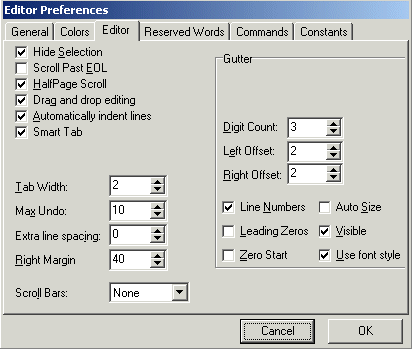 Editor Preferences
General Colors Editor Reserved Words Commands Constants
Hide Selection
Scroll Past EOL
HalfPage Scroll
Drag and drop editing
Automatically indent lines
Smart Tab
Tab Width: 2
Max Undo: 10
Extra line spacing: 0
Right Margin 40
Scroll Bars: None
Gutter
Digit Count: 3
Left Offset: 2
Right Offset: 2
Line Numbers Auto Size
Leading Zeros Visible
Zero Start Use font style
Cancel OK